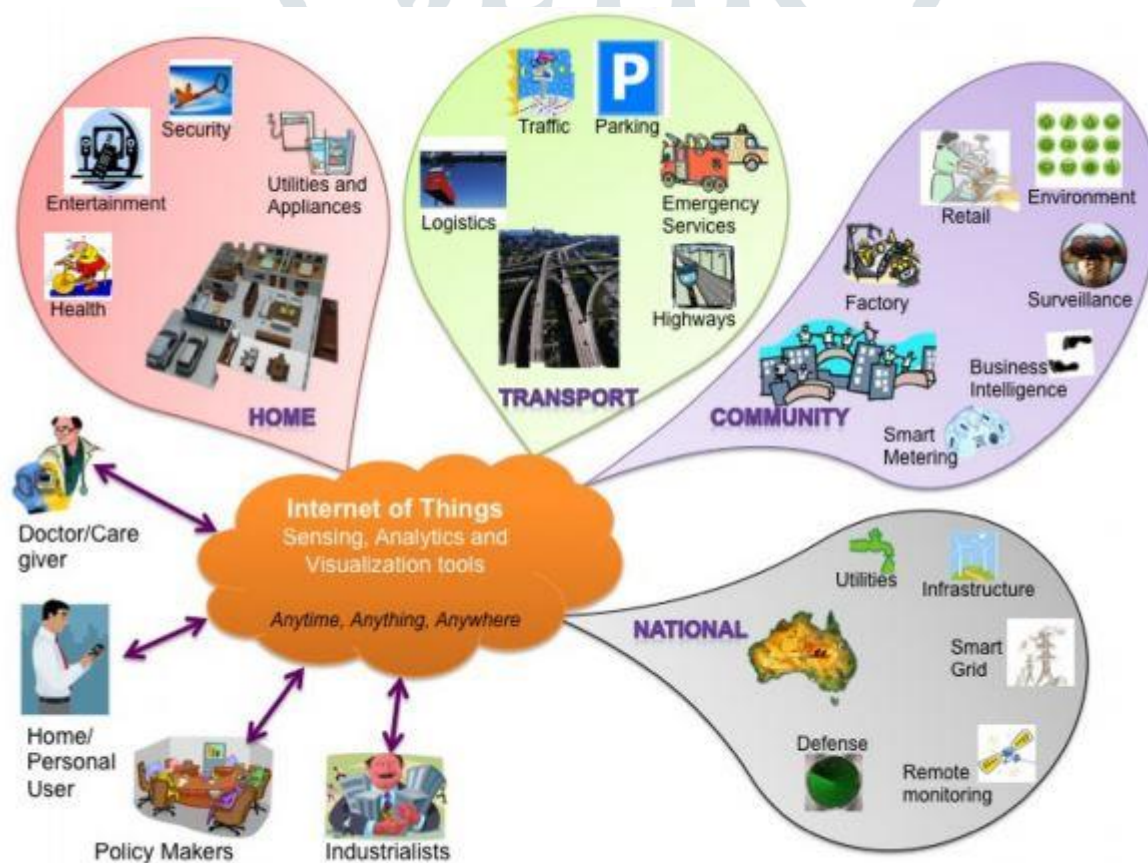 Security
Entertainment
Utilities and
Appliances
Health
HOME
Traffic
P
Parking
Logistics
Emergency
Services
Highways
TRANSPORT
Retail
Environment
Factory
Surveillance
Business
Intelligence
COMMUNITY
Smart
Metering
Internet of Things
Sensing, Analytics and
Visualization tools
Anytime, Anything, Anywhere
Doctor/Care
giver
Home/
Personal
User
Policy Makers
Industrialists
NATIONAL
Utilities
Infrastructure
Smart
Grid
Defense
Remote
monitoring